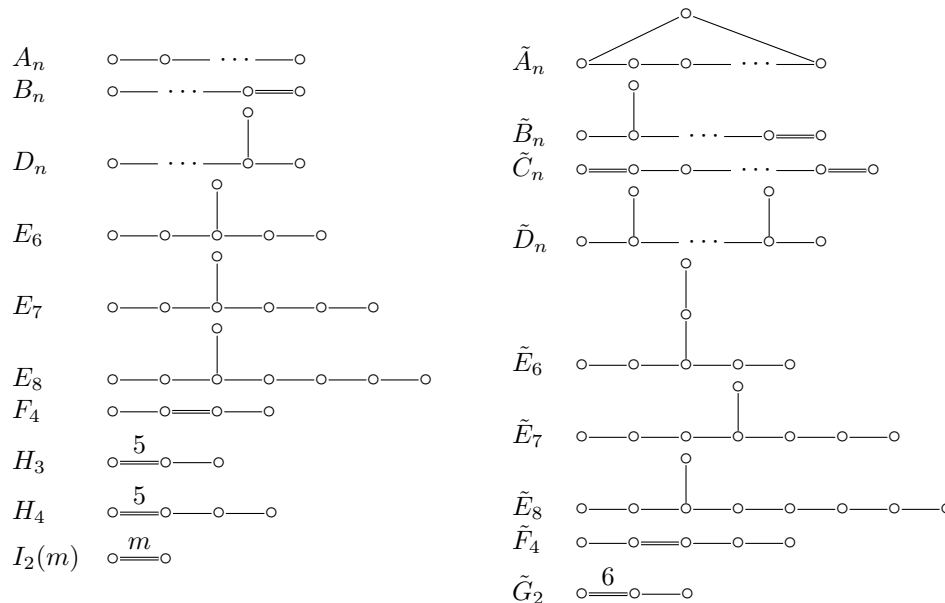 A_n ···
B_n ···
D_n ···
E_6
E_7
E_8
F_4
H_3 5
H_4 5
I_2(m) m
Ã_n ···
B̃_n ···
C̃_n ···
D̃_n ···
Ẽ_6
Ẽ_7
Ẽ_8
F̃_4
G̃_2 6